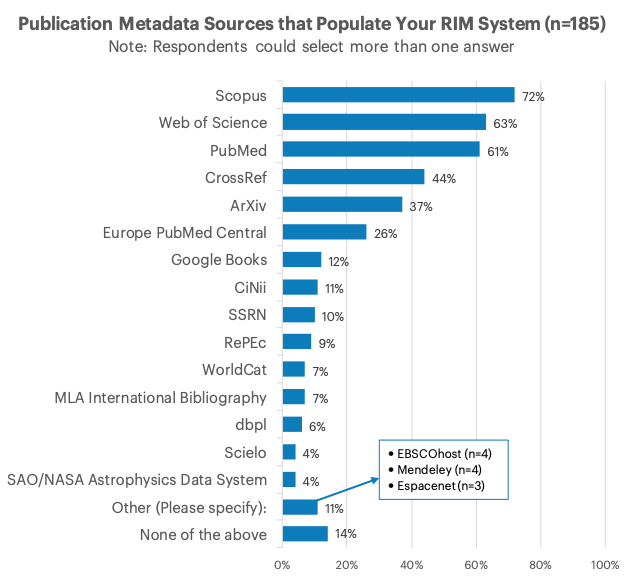 Publication Metadata Sources that Populate Your RIM System (n=185)
Note: Respondents could select more than one answer
Scopus 72%
Web of Science 63%
PubMed 61%
CrossRef 44%
ArXiv 37%
Europe PubMed Central 26%
Google Books 12%
CiNii 11%
SSRN 10%
RePEc 9%
WorldCat 7%
MLA International Bibliography 7%
dbpl 6%
Scielo 4%
SAO/NASA Astrophysics Data System 4%
Other (Please specify): 11%
• EBSCOhost (n=4)
• Mendeley (n=4)
• Espacenet (n=3)
None of the above 14%
0% 20% 40% 60% 80% 100%